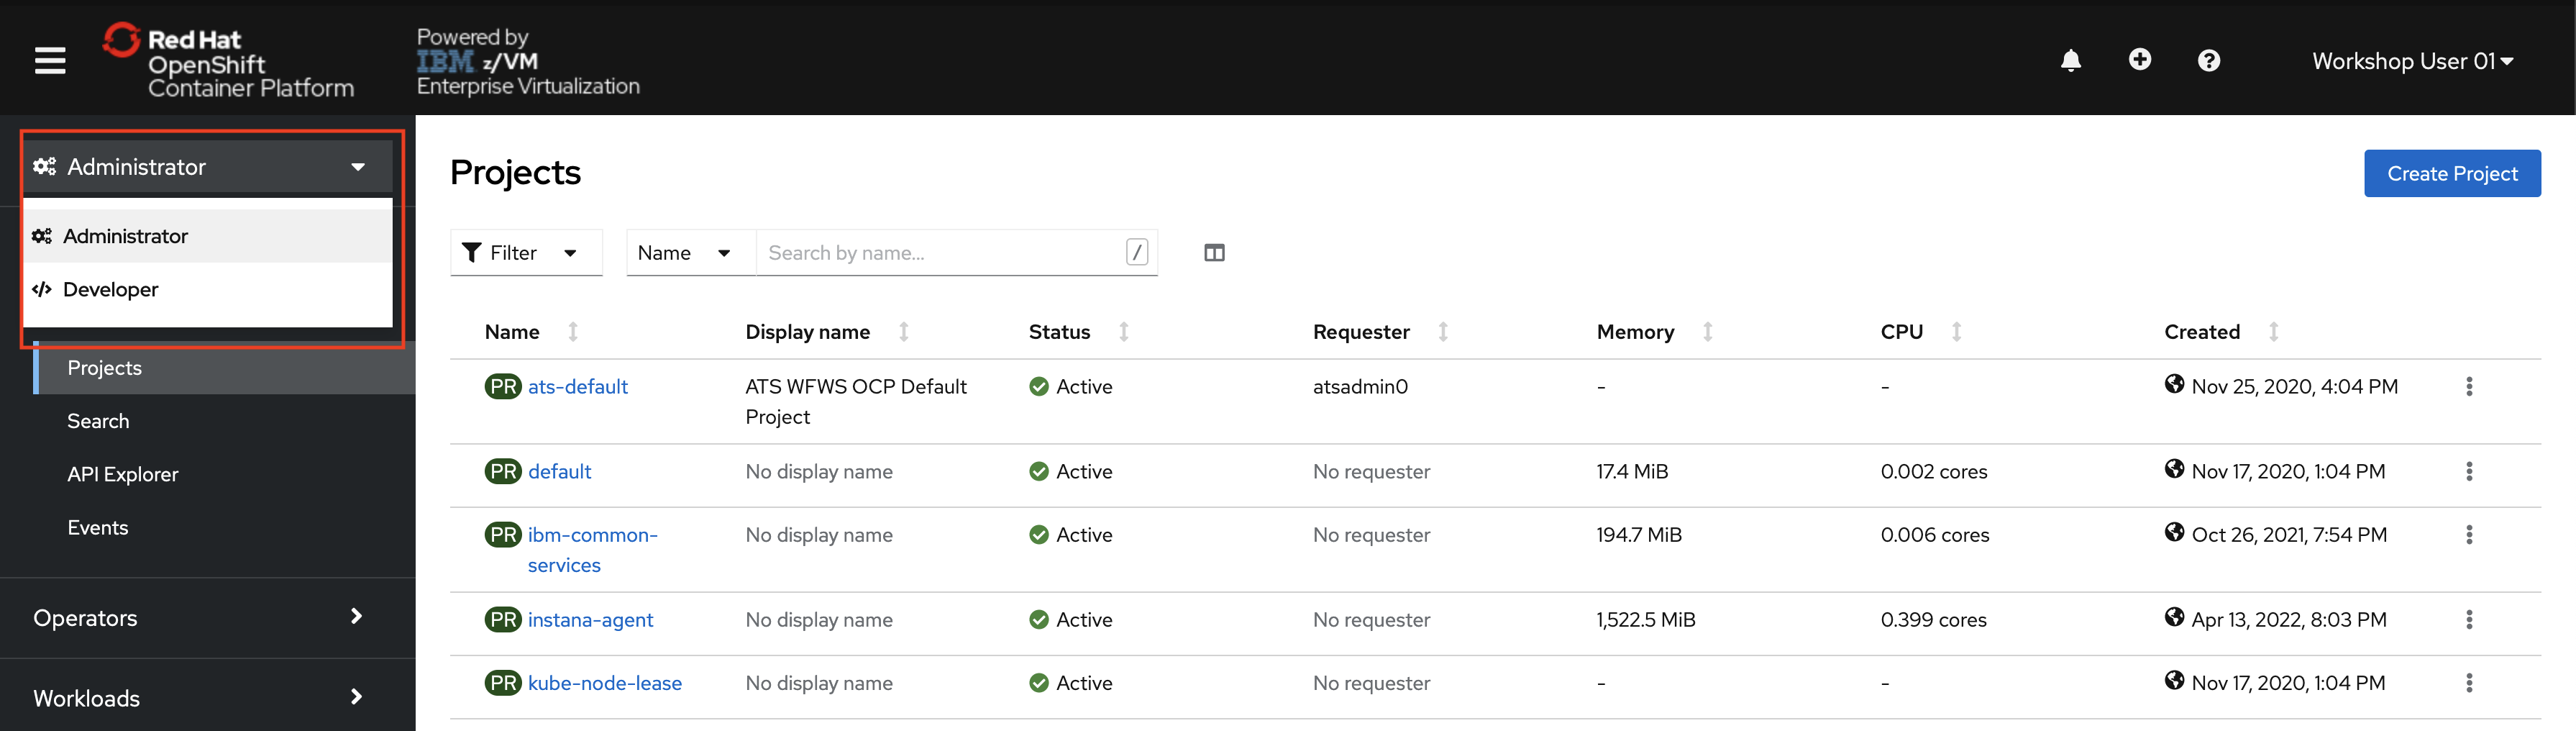 Red Hat
OpenShift
Container Platform
Powered by
IBM z/VM
Enterprise Virtualization
Workshop User 01
Administrator
Administrator
Developer
Projects
Search
API Explorer
Events
Operators
Workloads
Projects
Create Project
Filter
Name
Search by name...
/
Name Display name Status Requester Memory CPU Created
PR ats-default ATS WFWS OCP Default Active atsadmin0 - - Nov 25, 2020, 4:04 PM
Project
PR default No display name Active No requester 17.4 MiB 0.002 cores Nov 17, 2020, 1:04 PM
PR ibm-common- No display name Active No requester 194.7 MiB 0.006 cores Oct 26, 2021, 7:54 PM
services
PR instana-agent No display name Active No requester 1,522.5 MiB 0.399 cores Apr 13, 2022, 8:03 PM
PR kube-node-lease No display name Active No requester - - Nov 17, 2020, 1:04 PM